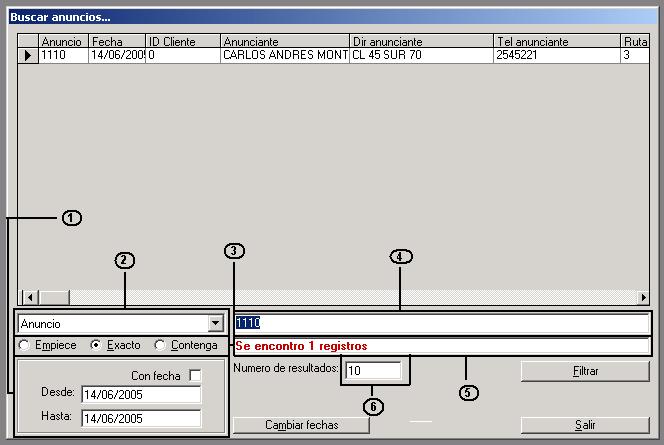 Buscar anuncios...
Anuncio Fecha ID Cliente Anunciante Dir anunciante Tel anunciante Ruta
1110 14/06/2005 0 CARLOS ANDRES MONT CL 45 SUR 70 2545221 3
1
2
3
4
Anuncio
1110
Empiece Exacto Contenga
Se encontro 1 registros
Con fecha
Numero de resultados: 10
Filtrar
Desde: 14/06/2005
5
6
Hasta: 14/06/2005
Cambiar fechas
Salir